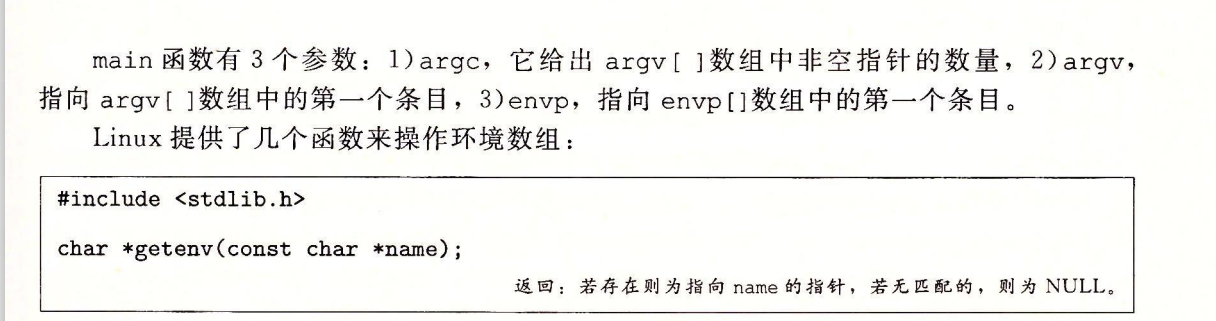 main 函数有 3 个参数：1)argc，它给出 argv[ ]数组中非空指针的数量，2)argv，
指向 argv[ ]数组中的第一个条目，3)envp，指向 envp[]数组中的第一个条目。
Linux 提供了几个函数来操作环境数组：
#include <stdlib.h>
char *getenv(const char *name);
返回：若存在则为指向 name 的指针，若无匹配的，则为 NULL。